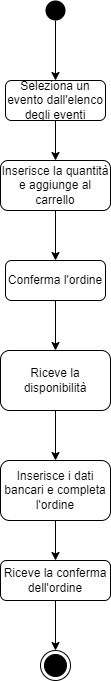 Seleziona un
evento dall'elenco
degli eventi
Inserisce la quantità
e aggiunge al
carrello
Conferma l'ordine
Riceve la
disponibilità
Inserisce i dati
bancari e completa
l'ordine
Riceve la conferma
dell'ordine